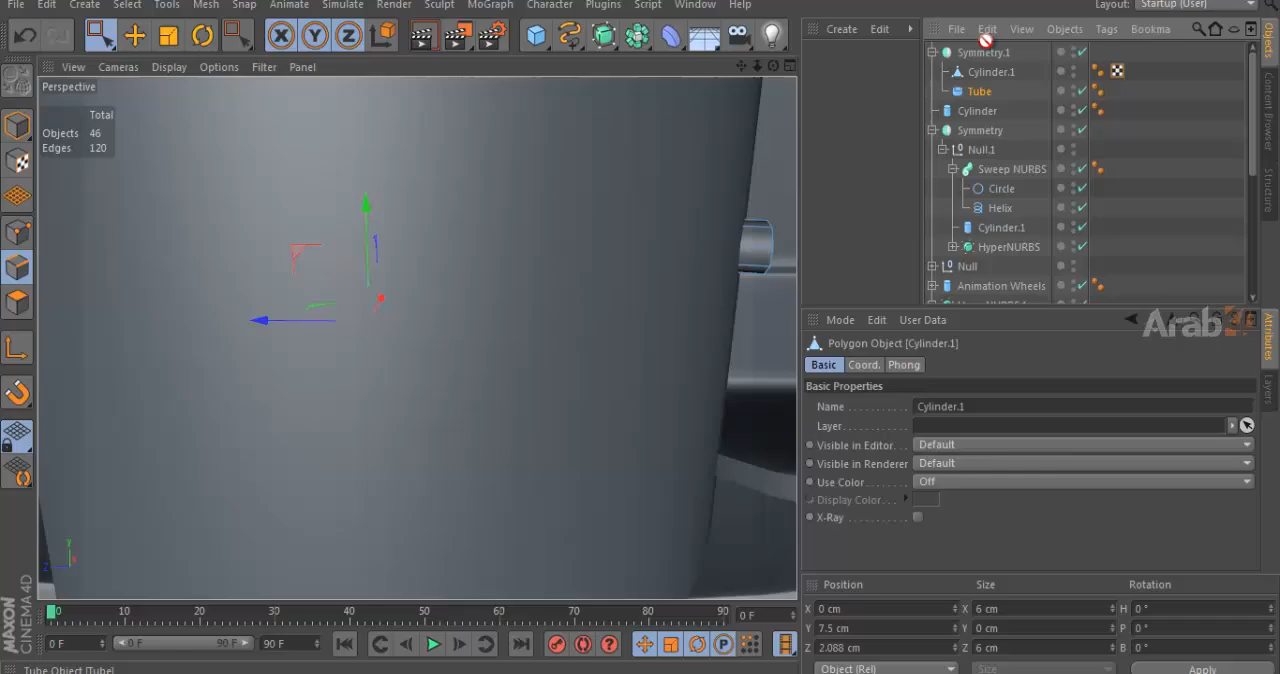 File Edit Create Select Tools Mesh Snap Animate Simulate Render Sculpt MoGraph Character Plugins Script Window Help Layout: Startup (User)
View Cameras Display Options Filter Panel
Perspective
Total
Objects 46
Edges 120
Create Edit
File Edit View Objects Tags Bookma
Symmetry.1
Cylinder.1
Tube
Cylinder
Symmetry
Null.1
Sweep NURBS
Circle
Helix
Cylinder.1
HyperNURBS
Null
Animation Wheels
Objects
Content Browser
Structure
Mode Edit User Data
Arab
Polygon Object [Cylinder.1]
Basic Coord. Phong
Basic Properties
Name Cylinder.1
Layer
Visible in Editor Default
Visible in Renderer Default
Use Color Off
Display Color
X-Ray
Attributes
Layers
Position Size Rotation
X 0 cm X 6 cm H 0 °
Y 7.5 cm Y 0 cm P 0 °
Z 2.088 cm Z 6 cm B 0 °
Object (Rel) Size Apply
0 10 20 30 40 50 60 70 80 90 0 F
0 F 0 F 90 F 90 F
MAXON
CINEMA 4D
Tube Object [Tube]